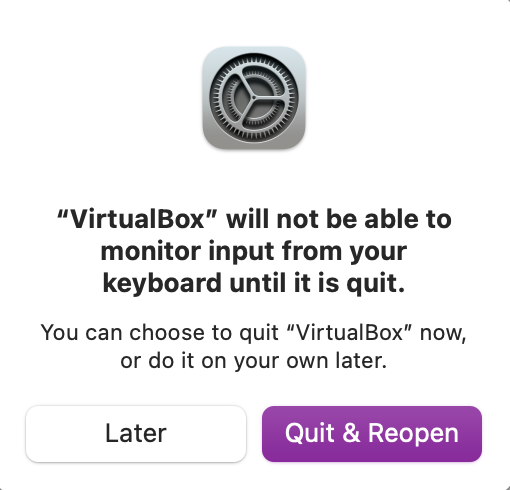 “VirtualBox” will not be able to
monitor input from your
keyboard until it is quit.
You can choose to quit “VirtualBox” now,
or do it on your own later.
Later
Quit & Reopen